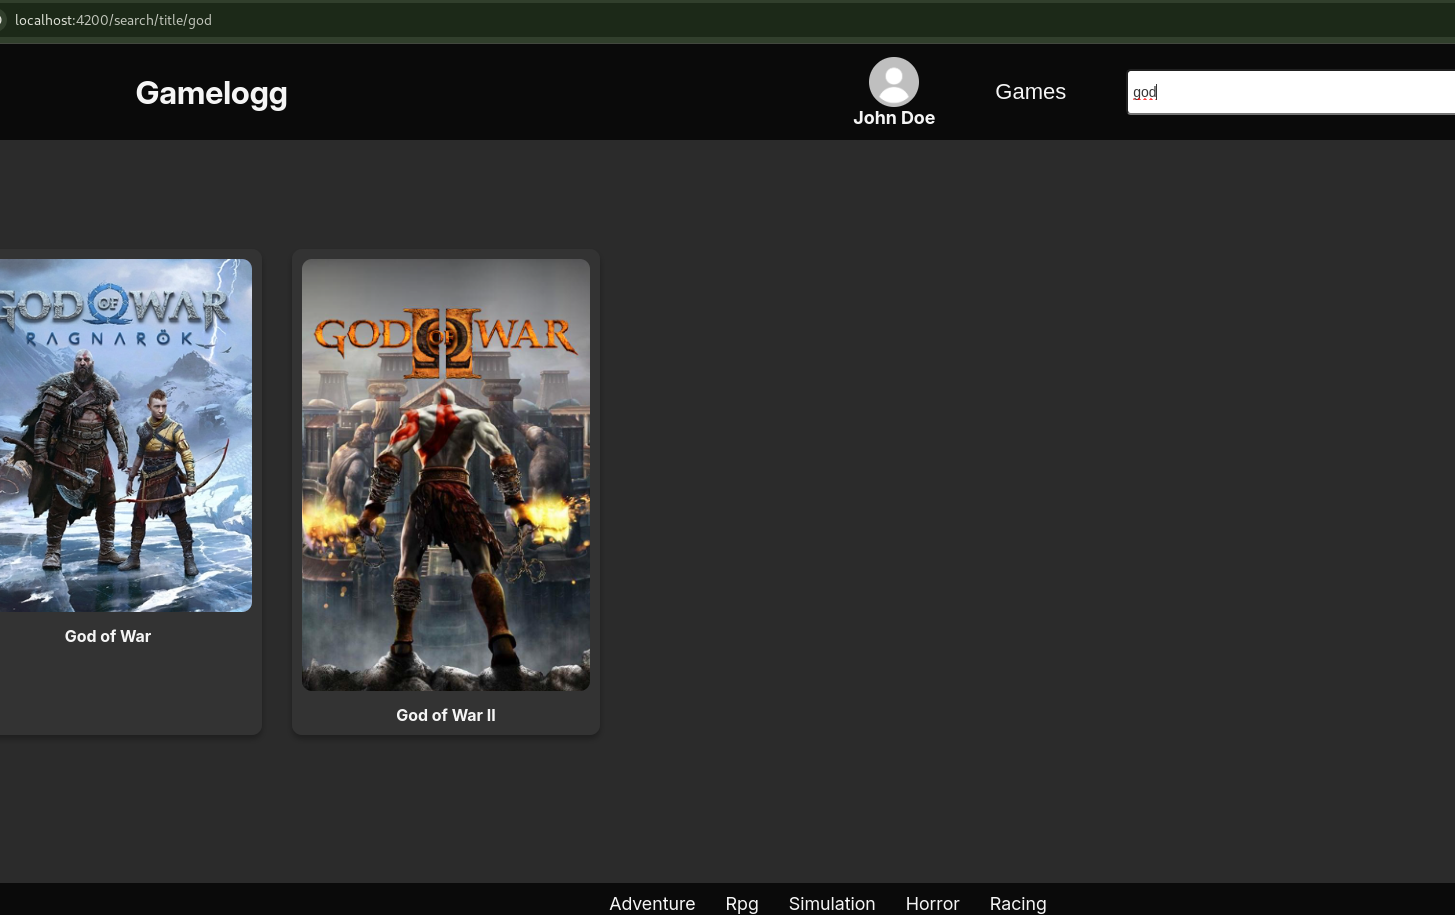 localhost:4200/search/title/god
Gamelogg
John Doe
Games
god
GOD OF WAR
RAGNARÖK
GOD OF WAR
II
God of War
God of War II
Adventure Rpg Simulation Horror Racing